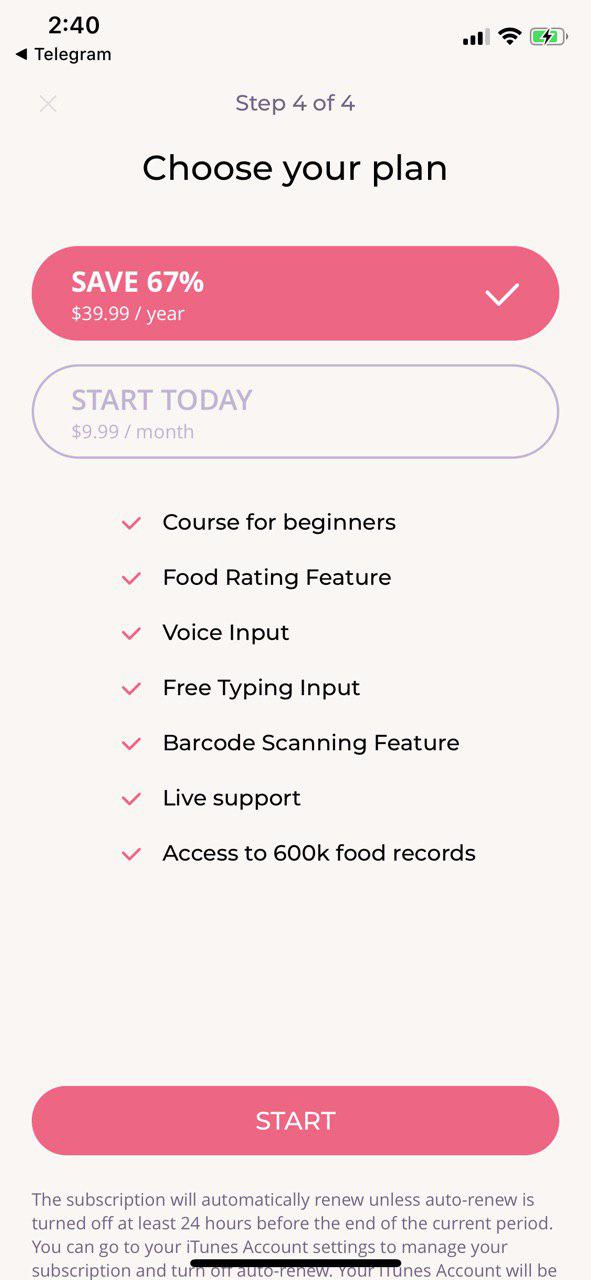 2:40
◀ Telegram
Step 4 of 4
Choose your plan
SAVE 67%
$39.99 / year
START TODAY
$9.99 / month
Course for beginners
Food Rating Feature
Voice Input
Free Typing Input
Barcode Scanning Feature
Live support
Access to 600k food records
START
The subscription will automatically renew unless auto-renew is
turned off at least 24 hours before the end of the current period.
You can go to your iTunes Account settings to manage your
subscription and turn off auto-renew. Your iTunes Account will be